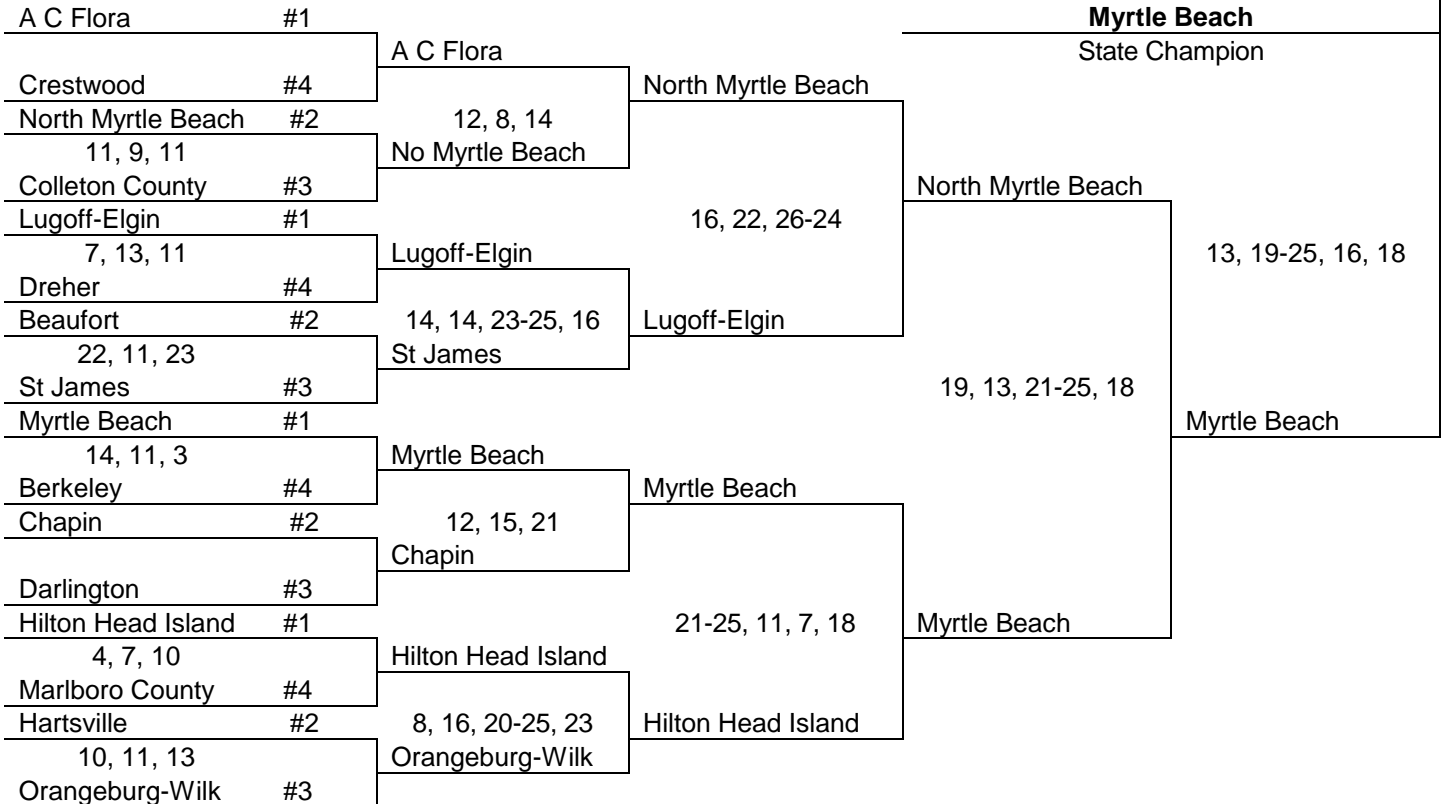 A C Flora #1 Myrtle Beach
A C Flora State Champion
Crestwood #4 North Myrtle Beach
North Myrtle Beach #2 12, 8, 14
11, 9, 11 No Myrtle Beach
Colleton County #3 North Myrtle Beach
Lugoff-Elgin #1 16, 22, 26-24
7, 13, 11 Lugoff-Elgin 13, 19-25, 16, 18
Dreher #4
Beaufort #2 14, 14, 23-25, 16 Lugoff-Elgin
22, 11, 23 St James
St James #3 19, 13, 21-25, 18
Myrtle Beach #1 Myrtle Beach
14, 11, 3 Myrtle Beach
Berkeley #4 Myrtle Beach
Chapin #2 12, 15, 21
Chapin
Darlington #3
Hilton Head Island #1 21-25, 11, 7, 18 Myrtle Beach
4, 7, 10 Hilton Head Island
Marlboro County #4
Hartsville #2 8, 16, 20-25, 23 Hilton Head Island
10, 11, 13 Orangeburg-Wilk
Orangeburg-Wilk #3